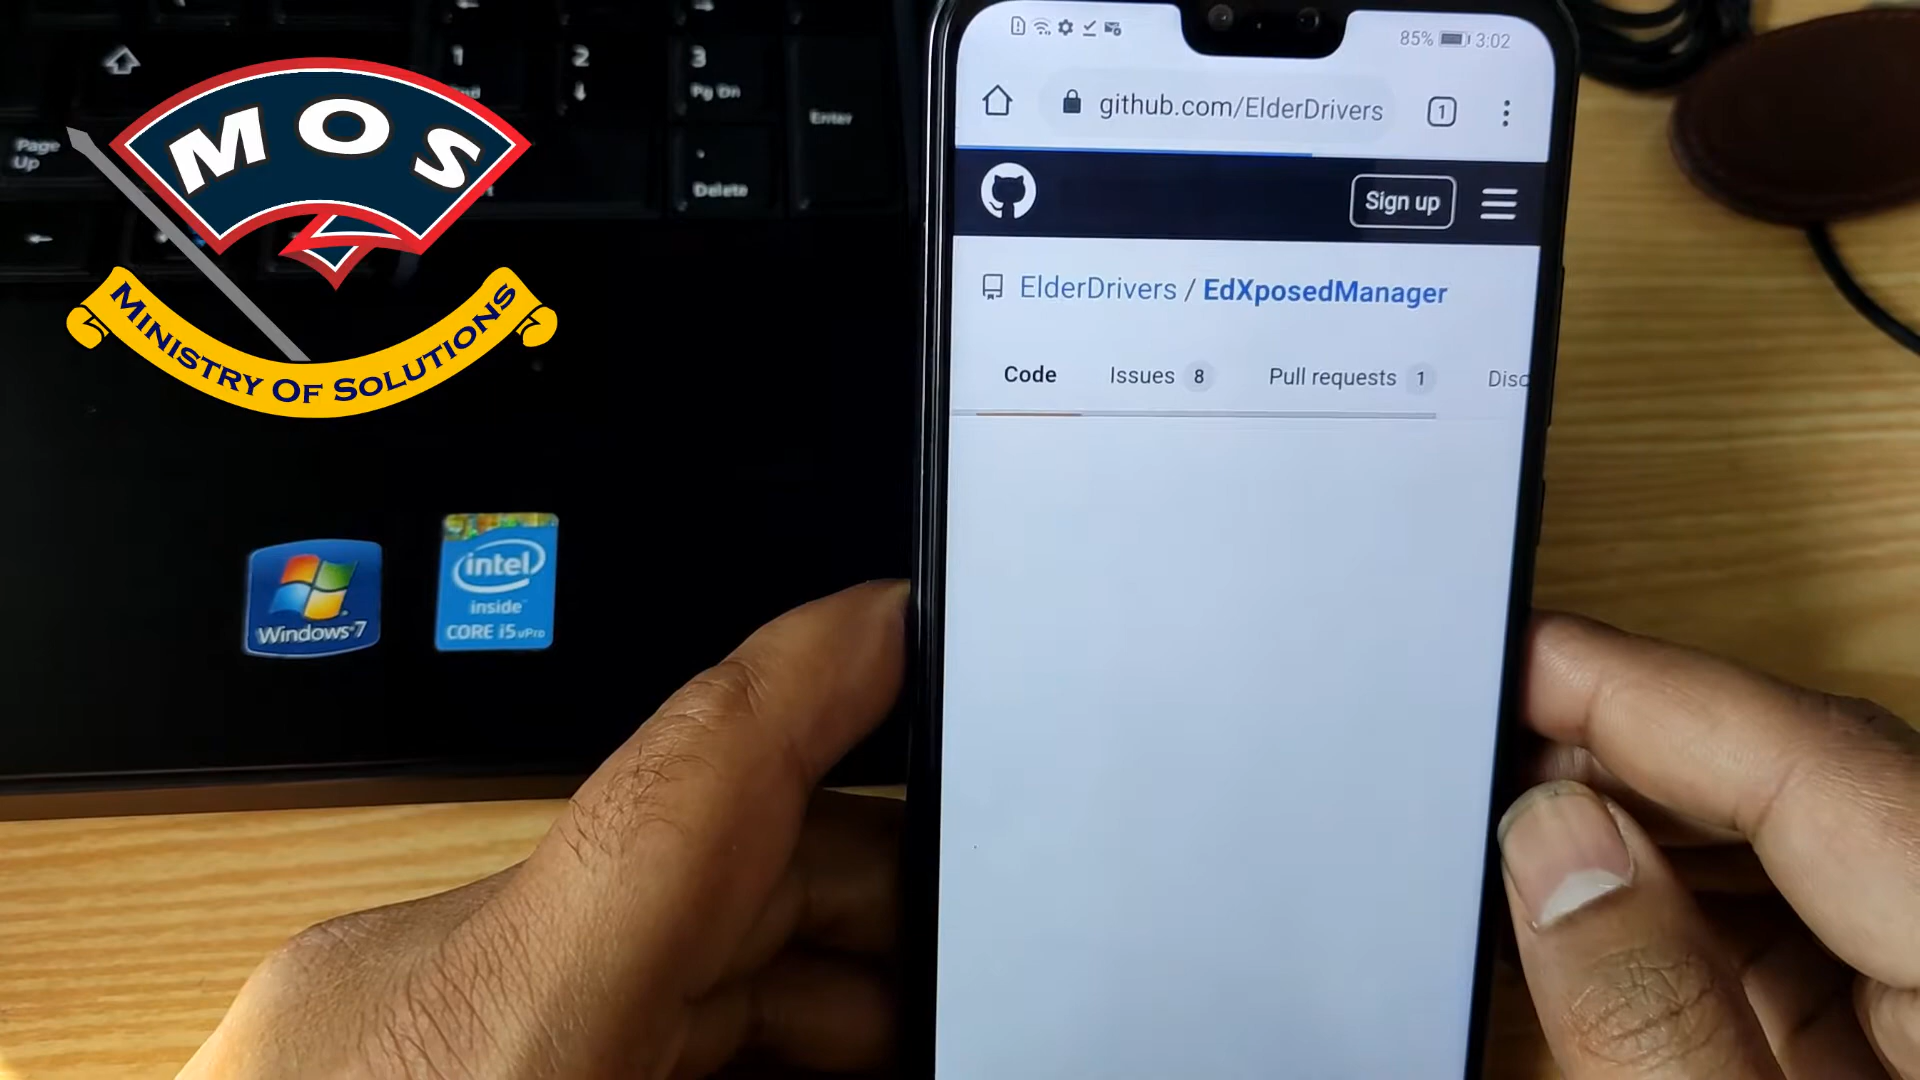 MOS
MINISTRY OF SOLUTIONS
1
2
3
Pg Dn
Enter
Page
Up
Delete
Windows 7
intel
inside
CORE i5 vPro
85% 3:02
github.com/ElderDrivers
1
Sign up
ElderDrivers / EdXposedManager
Code
Issues 8
Pull requests 1
Disc